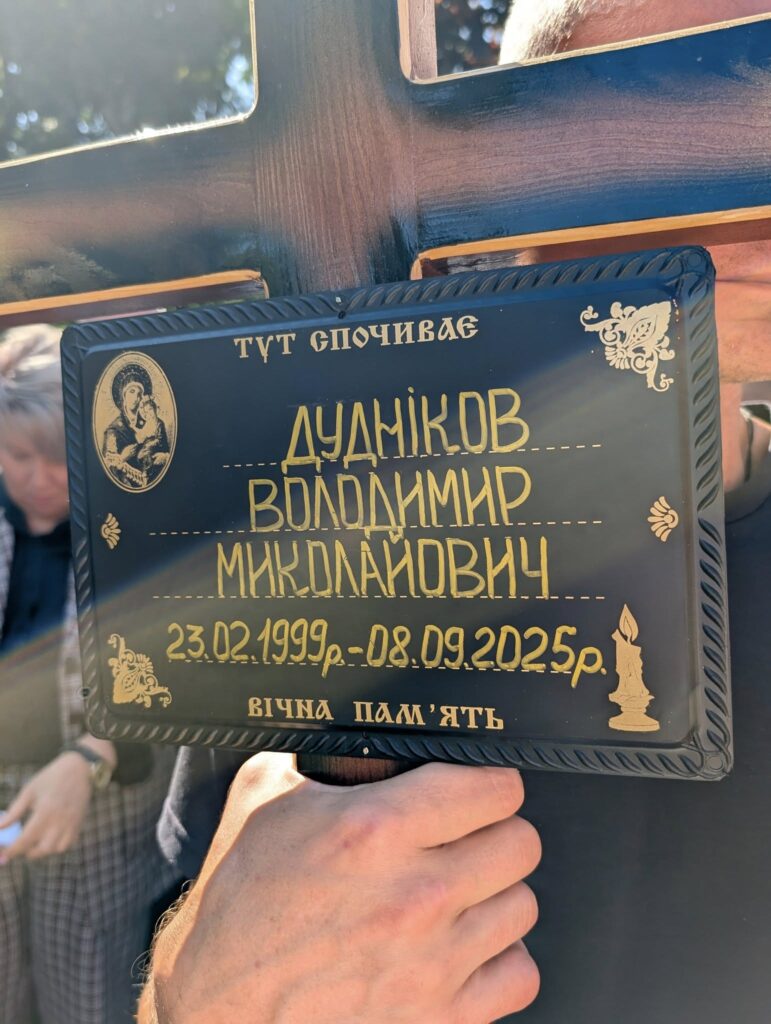 ТУТ СПОЧИВАЄ
ДУДНІКОВ
ВОЛОДИМИР
МИКОЛАЙОВИЧ
23.02.1999р.-08.09.2025р.
ВІЧНА ПАМ'ЯТЬ